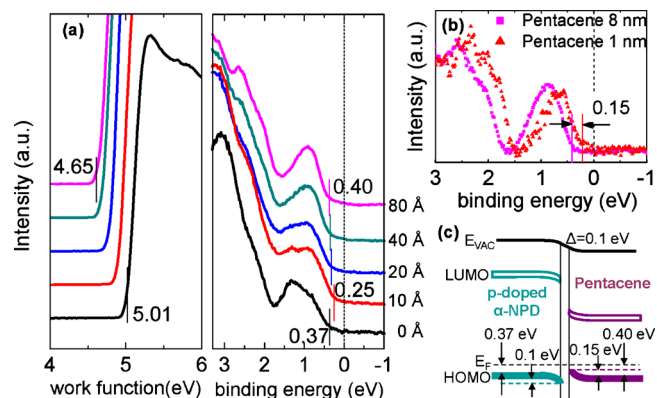 (a)
Intensity (a.u.)
4.65
5.01
4 5 6
work function(eV)
0.40
0.25
0.37
80 Å
40 Å
20 Å
10 Å
0 Å
3 2 1 0 -1
binding energy (eV)
(b)
Pentacene 8 nm
Pentacene 1 nm
Intensity (a.u.)
0.15
3 2 1 0 -1
binding energy (eV)
(c)
EVAC
Δ=0.1 eV
LUMO
p-doped
α-NPD
Pentacene
0.37 eV
0.1 eV
0.15 eV
0.40 eV
EF
HOMO